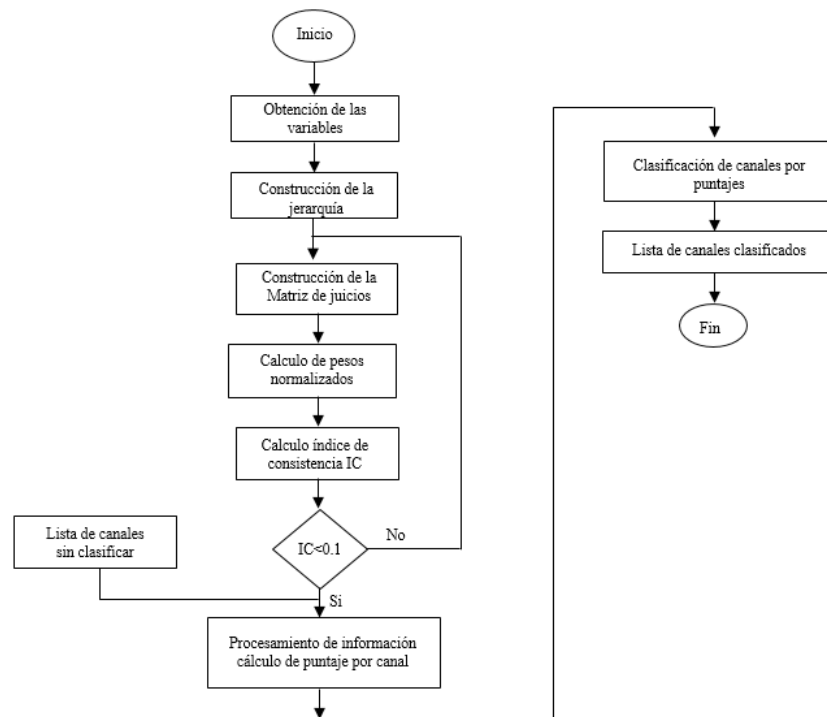 Inicio
Obtención de las
variables
Construcción de la
jerarquía
Construcción de la
Matriz de juicios
Calculo de pesos
normalizados
Calculo índice de
consistencia IC
IC<0.1
No
Si
Lista de canales
sin clasificar
Procesamiento de información
cálculo de puntaje por canal
Clasificación de canales por
puntajes
Lista de canales clasificados
Fin